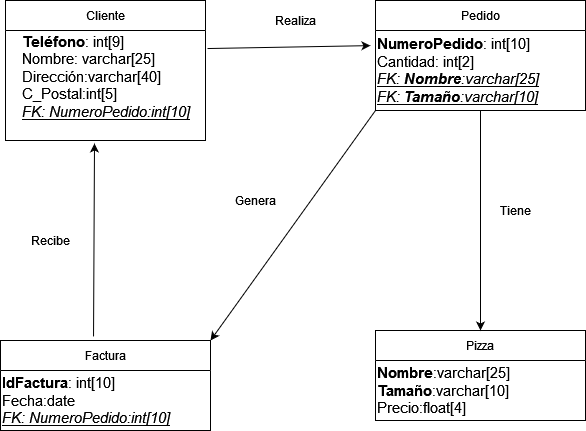 Cliente
Teléfono: int[9]
Nombre: varchar[25]
Dirección:varchar[40]
C_Postal:int[5]
FK: NumeroPedido:int[10]
Realiza
Pedido
NumeroPedido: int[10]
Cantidad: int[2]
FK: Nombre:varchar[25]
FK: Tamaño:varchar[10]
Genera
Tiene
Recibe
Factura
IdFactura: int[10]
Fecha:date
FK: NumeroPedido:int[10]
Pizza
Nombre:varchar[25]
Tamaño:varchar[10]
Precio:float[4]